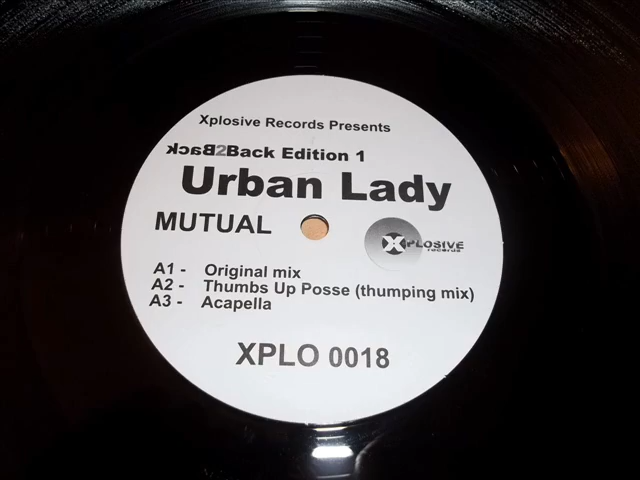 Xplosive Records Presents
Back2Back Edition 1
Urban Lady
MUTUAL
XPLOSIVE
records
A1 - Original mix
A2 - Thumbs Up Posse (thumping mix)
A3 - Acapella
XPLO 0018